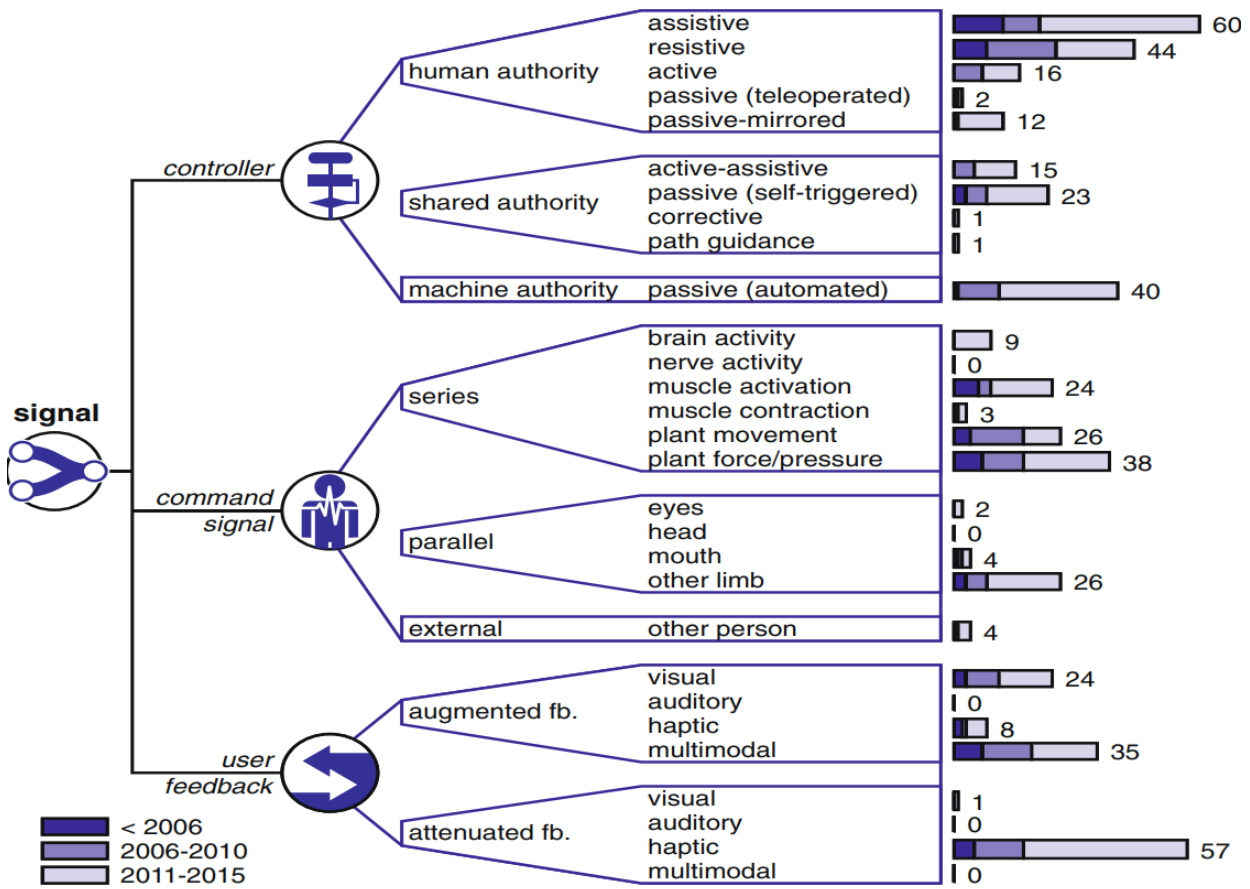 signal
controller
human authority
assistive 60
resistive 44
active 16
passive (teleoperated) 2
passive-mirrored 12
shared authority
active-assistive 15
passive (self-triggered) 23
corrective 1
path guidance 1
machine authority passive (automated) 40
command
signal
series
brain activity 9
nerve activity 0
muscle activation 24
muscle contraction 3
plant movement 26
plant force/pressure 38
parallel
eyes 2
head 0
mouth 4
other limb 26
external other person 4
user
feedback
augmented fb.
visual 24
auditory 0
haptic 8
multimodal 35
attenuated fb.
visual 1
auditory 0
haptic 57
multimodal 0
< 2006
2006-2010
2011-2015